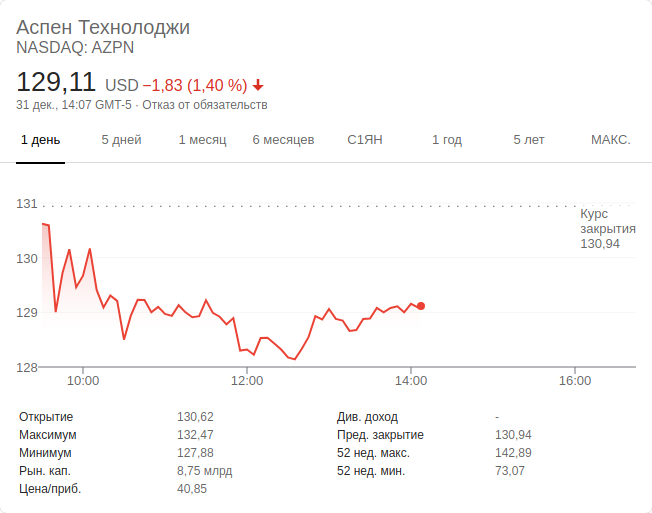 Аспен Технолоджи
NASDAQ: AZPN
129,11 USD −1,83 (1,40 %)
31 дек., 14:07 GMT-5 · Отказ от обязательств
1 день 5 дней 1 месяц 6 месяцев С1ЯН 1 год 5 лет МАКС.
131
Курс
закрытия
130,94
130
129
128
10:00 12:00 14:00 16:00
Открытие 130,62 Див. доход -
Максимум 132,47 Пред. закрытие 130,94
Минимум 127,88 52 нед. макс. 142,89
Рын. кап. 8,75 млрд 52 нед. мин. 73,07
Цена/приб. 40,85